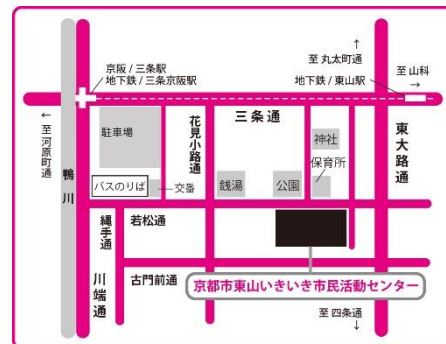 ↑
至 丸太町通
京阪 / 三条駅
地下鉄 / 三条京阪駅
地下鉄 / 東山駅
至 山科
→
三条通
駐車場
花見小路通
神社
保育所
東大路通
←
至 河原町通
鴨川
バスのりば
交番
銭湯
公園
縄手通
若松通
川端通
古門前通
京都市東山いきいき市民活動センター
至 四条通
↓